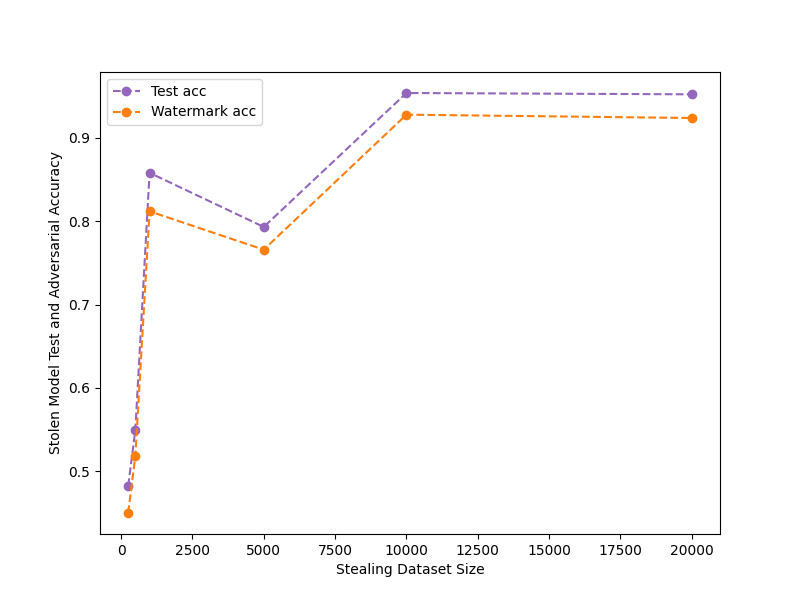 Test acc
Watermark acc
Stolen Model Test and Adversarial Accuracy
0.9
0.8
0.7
0.6
0.5
0 2500 5000 7500 10000 12500 15000 17500 20000
Stealing Dataset Size